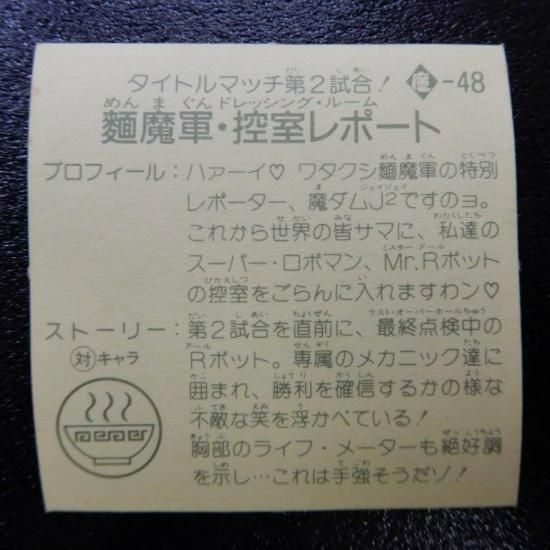 タイトルマッチ第2試合！ -48
麵魔軍・控室レポート
プロフィール：ハァーイ♡ ワタクシ麵魔軍の特別
レポーター、魔ダムJ2ですのョ。
これから世界の皆サマに、私達の
スーパー・ロボマン、Mr.Rボット
の控室をごらんに入れますわン♡
ストーリー：第2試合を直前に、最終点検中の
対キャラ Rボット。専属のメカニック達に
囲まれ、勝利を確信するかの様な
不敵な笑を浮かべている！
胸部のライフ・メーターも絶好調
を示し…これは手強そうだゾ！